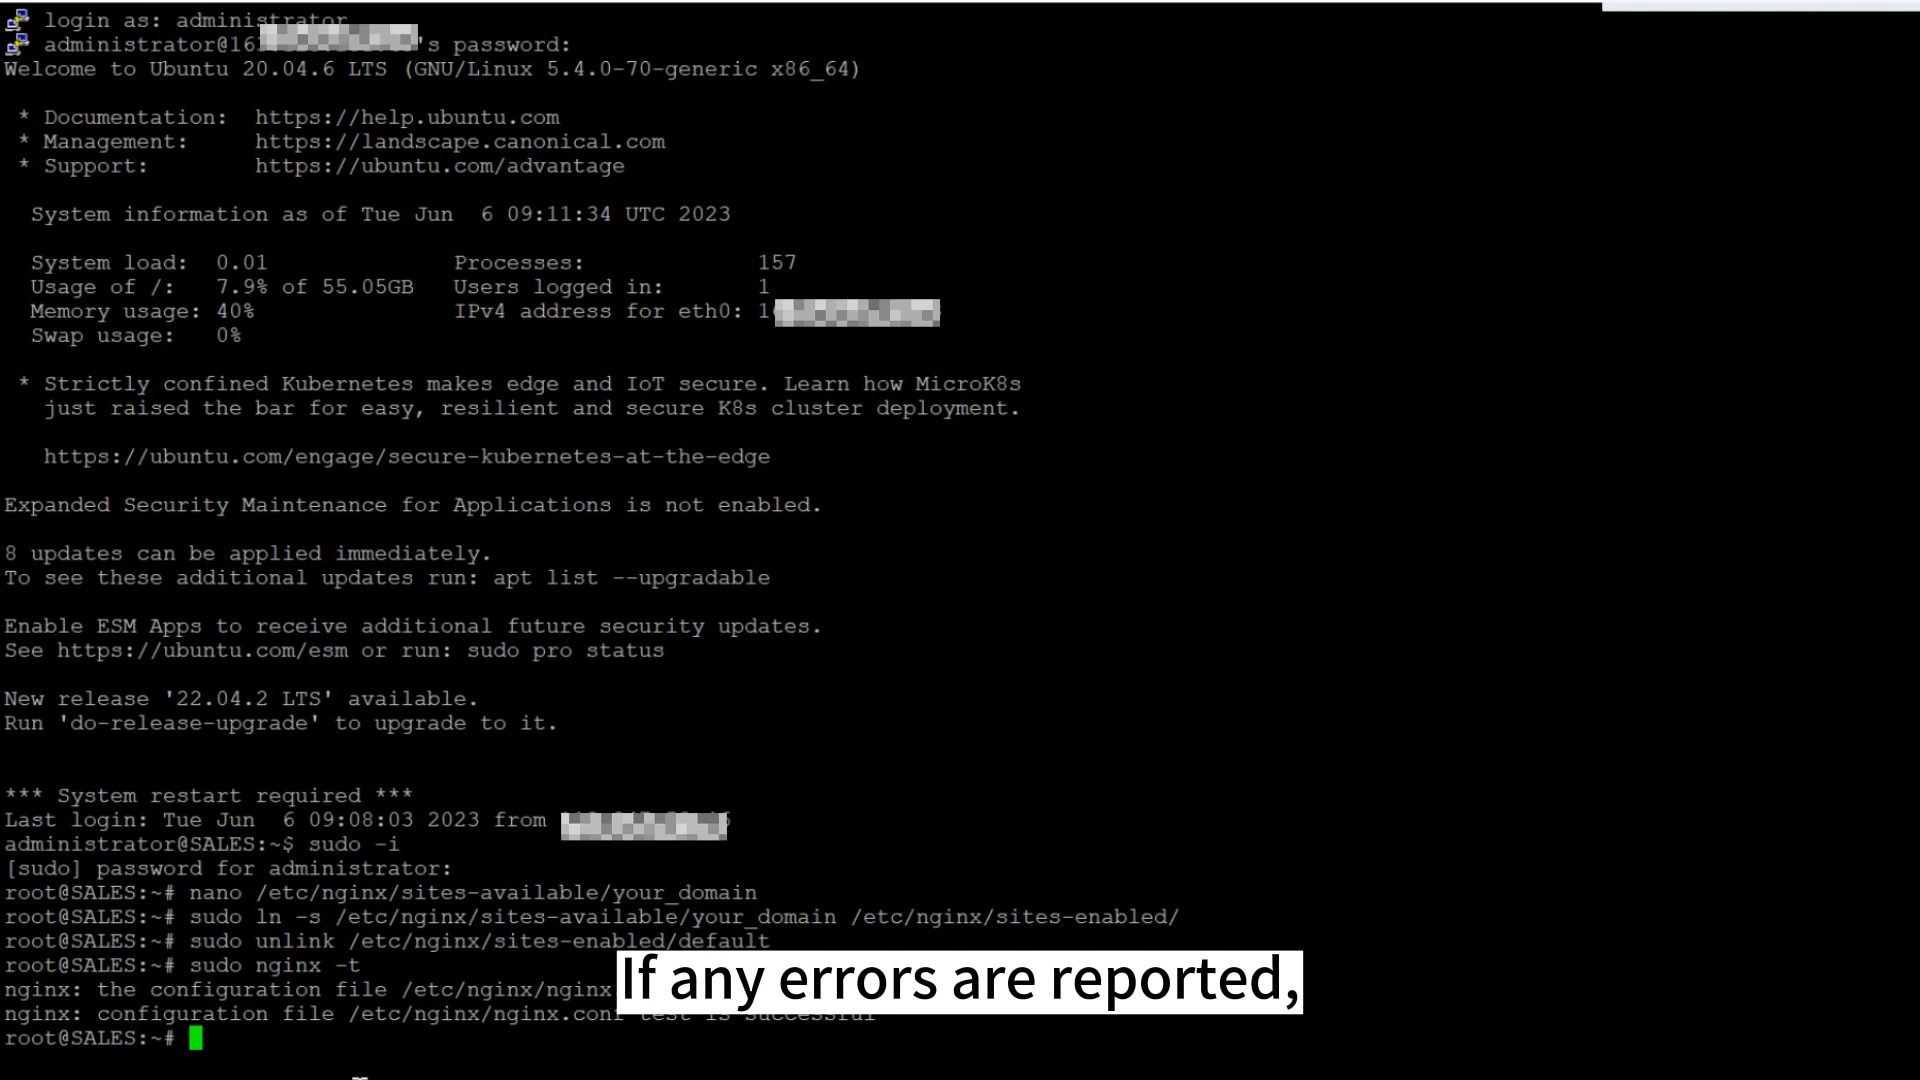 login as: administrator
administrator@16 's password:
Welcome to Ubuntu 20.04.6 LTS (GNU/Linux 5.4.0-70-generic x86_64)
* Documentation: https://help.ubuntu.com
* Management: https://landscape.canonical.com
* Support: https://ubuntu.com/advantage
System information as of Tue Jun 6 09:11:34 UTC 2023
System load: 0.01 Processes: 157
Usage of /: 7.9% of 55.05GB Users logged in: 1
Memory usage: 40% IPv4 address for eth0: 1
Swap usage: 0%
* Strictly confined Kubernetes makes edge and IoT secure. Learn how MicroK8s
just raised the bar for easy, resilient and secure K8s cluster deployment.
https://ubuntu.com/engage/secure-kubernetes-at-the-edge
Expanded Security Maintenance for Applications is not enabled.
8 updates can be applied immediately.
To see these additional updates run: apt list --upgradable
Enable ESM Apps to receive additional future security updates.
See https://ubuntu.com/esm or run: sudo pro status
New release '22.04.2 LTS' available.
Run 'do-release-upgrade' to upgrade to it.
*** System restart required ***
Last login: Tue Jun 6 09:08:03 2023 from
administrator@SALES:~$ sudo -i
[sudo] password for administrator:
root@SALES:~# nano /etc/nginx/sites-available/your_domain
root@SALES:~# sudo ln -s /etc/nginx/sites-available/your_domain /etc/nginx/sites-enabled/
root@SALES:~# sudo unlink /etc/nginx/sites-enabled/default
root@SALES:~# sudo nginx -t
nginx: the configuration file /etc/nginx/nginx
nginx: configuration file /etc/nginx/nginx.conf test is successful
root@SALES:~#
If any errors are reported,